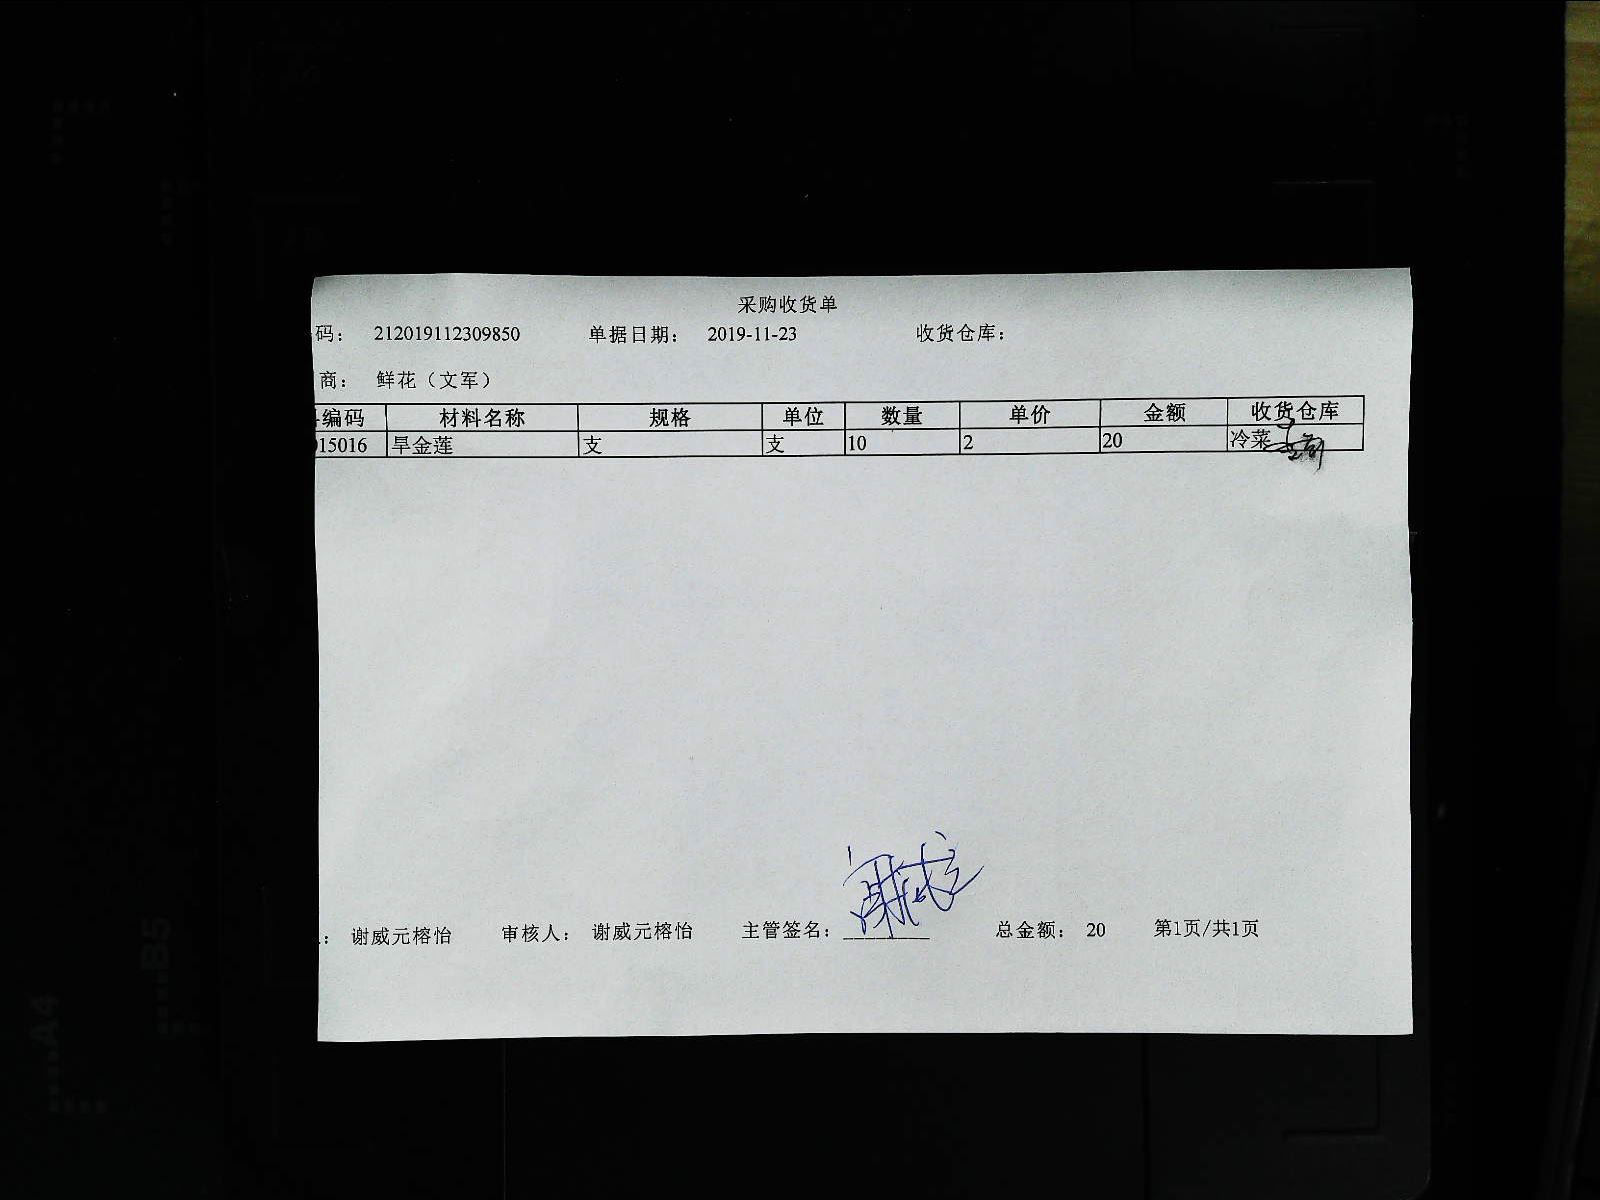 采购收货单
码： 212019112309850 单据日期： 2019-11-23 收货仓库：
商： 鲜花（文军）
编码 材料名称 规格 单位 数量 单价 金额 收货仓库
15016 旱金莲 支 支 10 2 20 冷菜
： 谢威元榕怡 审核人： 谢威元榕怡 主管签名： 总金额： 20 第1页/共1页